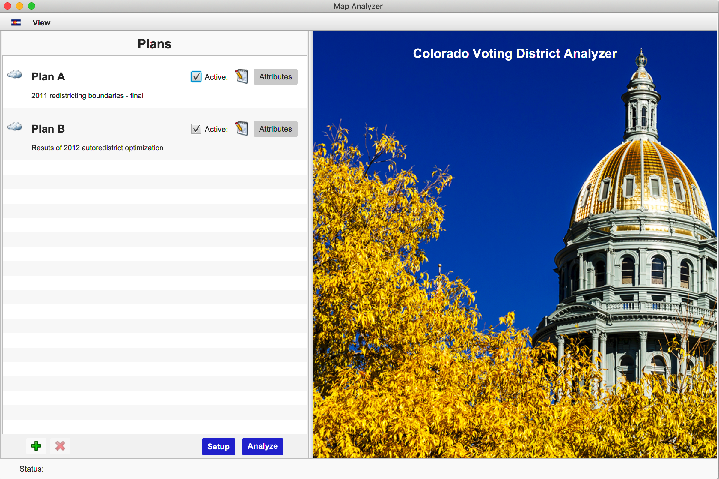 Map Analyzer
View
Plans
Colorado Voting District Analyzer
Plan A
Active
Attributes
2011 redistricting boundaries - final
Plan B
Active
Attributes
Resuts of 2012 autoredistrict optimization
Setup
Analyze
Status: